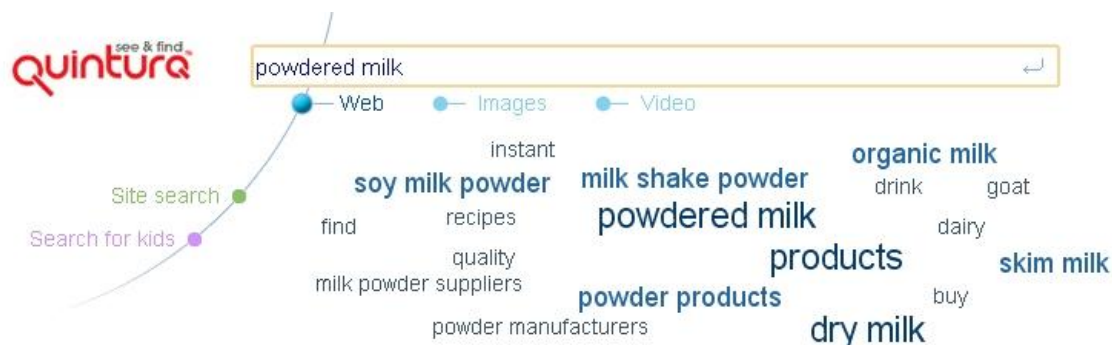 see & find
Quintura
powdered milk
Web Images Video
instant
organic milk
soy milk powder milk shake powder
drink goat
Site search
recipes powdered milk
find dairy
Search for kids
quality products skim milk
milk powder suppliers
powder products buy
powder manufacturers dry milk